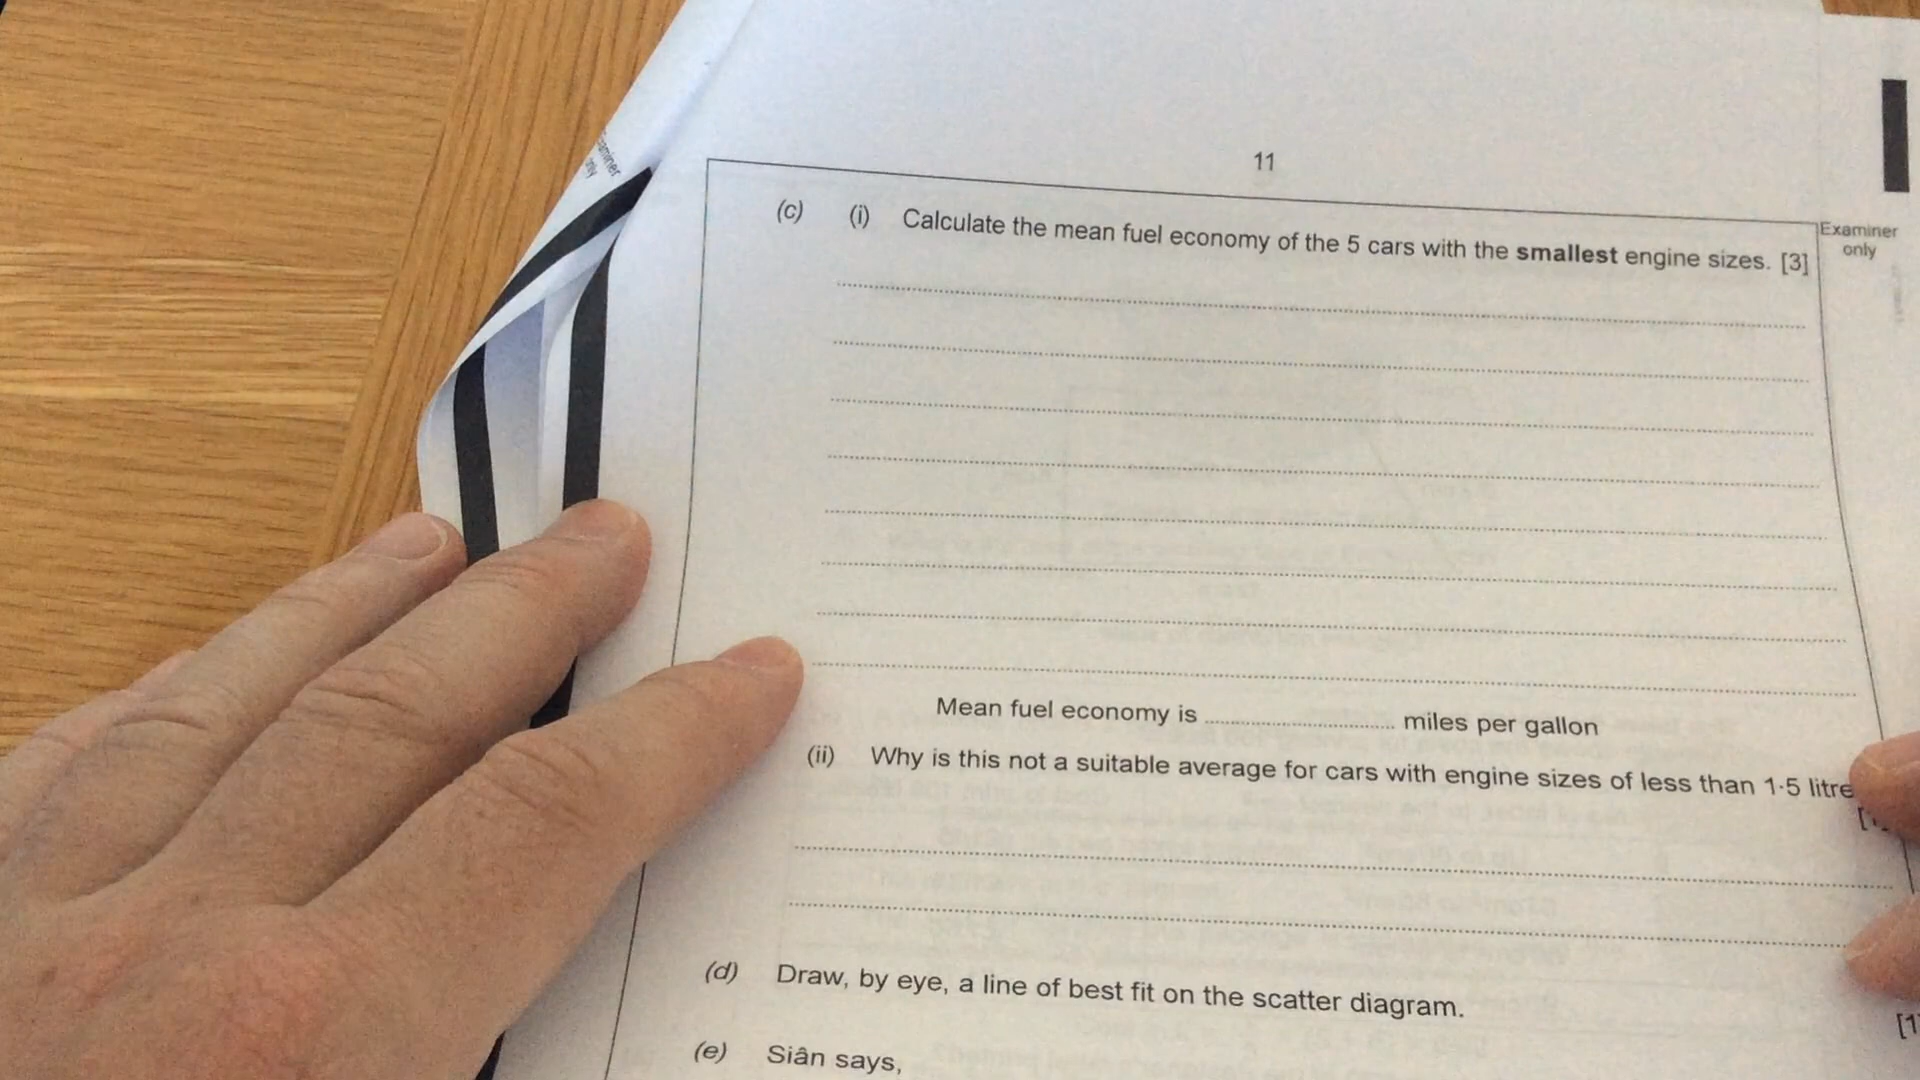 11
Examiner
only
(c) (i) Calculate the mean fuel economy of the 5 cars with the smallest engine sizes. [3]
Examiner
only
Mean fuel economy is ........ miles per gallon
(ii) Why is this not a suitable average for cars with engine sizes of less than 1·5 litre
(d) Draw, by eye, a line of best fit on the scatter diagram.
(e) Siân says,